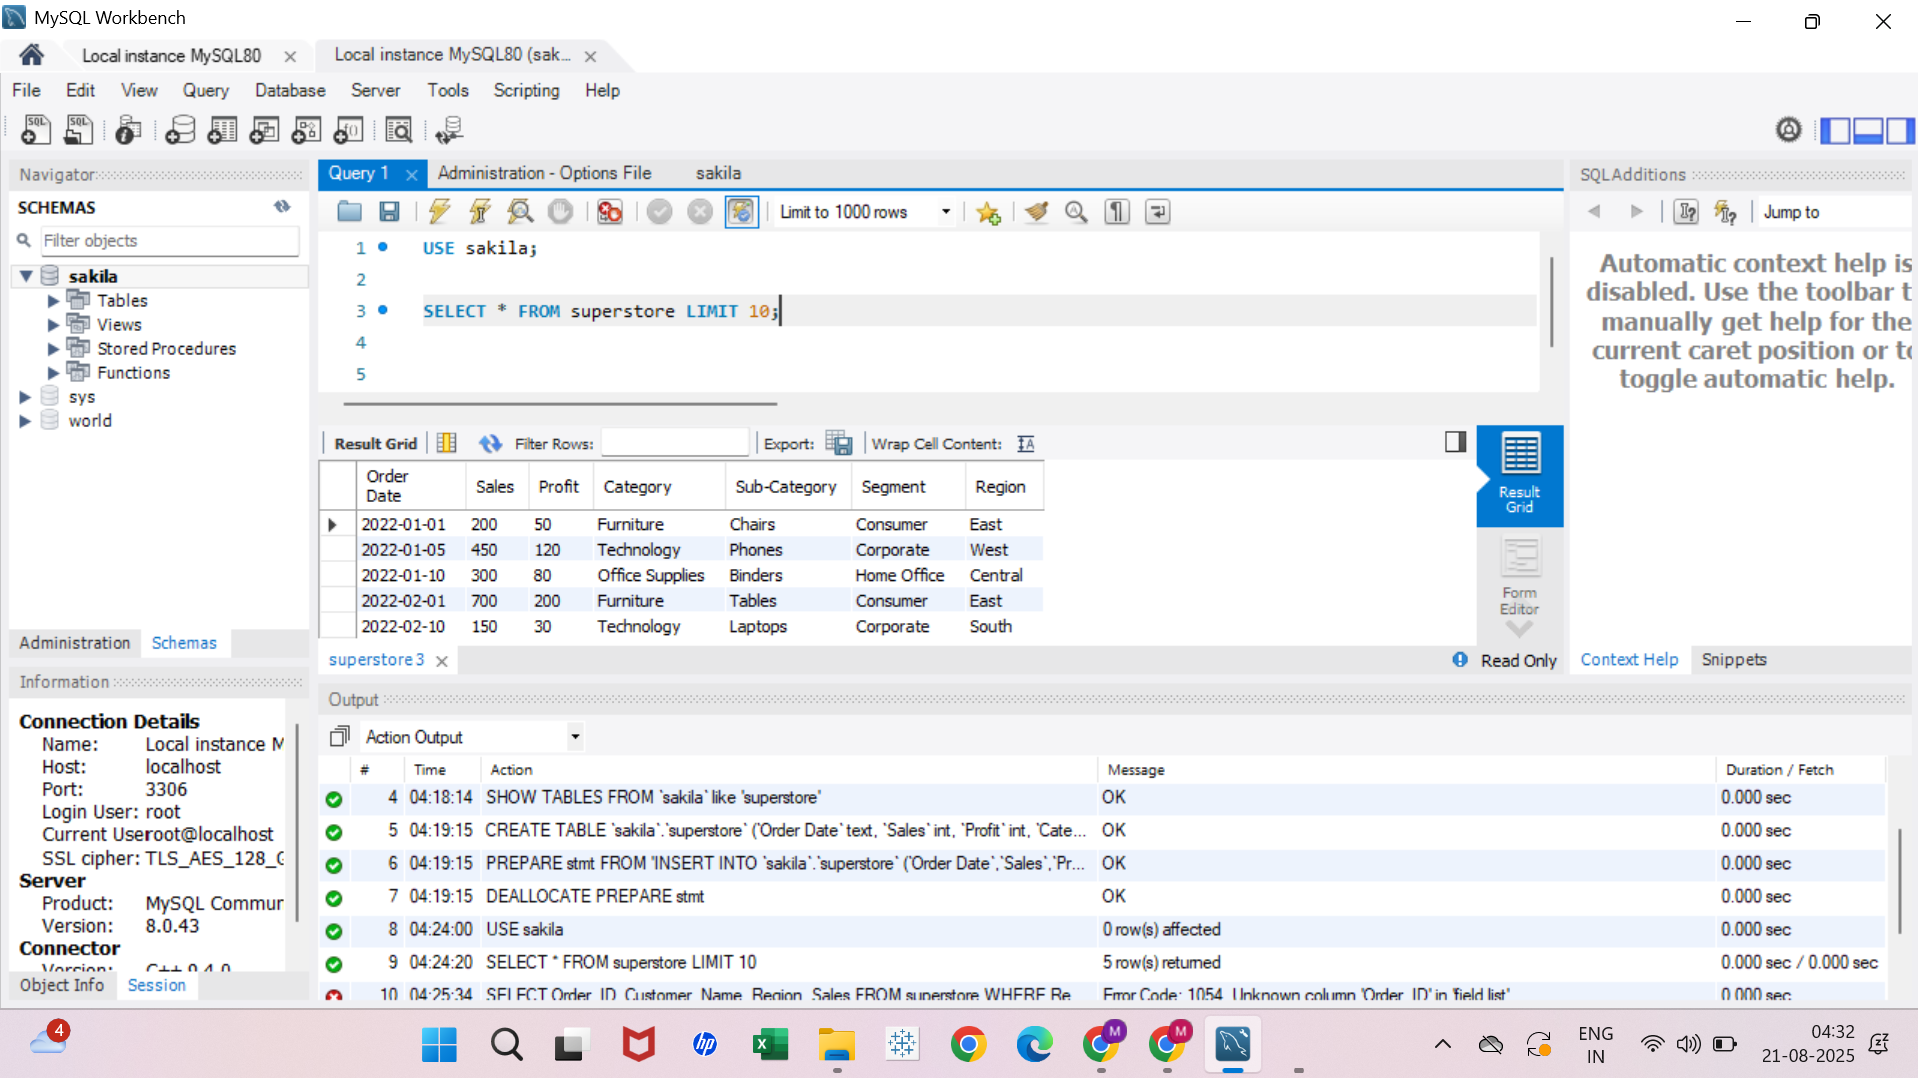 MySQL Workbench
Local instance MySQL80
Local instance MySQL80 (sak...
File Edit View Query Database Server Tools Scripting Help
Navigator
SCHEMAS
Filter objects
sakila
Tables
Views
Stored Procedures
Functions
sys
world
Administration Schemas
Information
Connection Details
Name: Local instance M
Host: localhost
Port: 3306
Login User: root
Current User root@localhost
SSL cipher: TLS_AES_128_G
Server
Product: MySQL Commur
Version: 8.0.43
Connector
Version: C++ 9.4.0
Object Info Session
Query 1 Administration - Options File sakila
Limit to 1000 rows
1 USE sakila;
2
3 SELECT * FROM superstore LIMIT 10;
4
5
Result Grid Filter Rows: Export: Wrap Cell Content:
Order Date Sales Profit Category Sub-Category Segment Region
2022-01-01 200 50 Furniture Chairs Consumer East
2022-01-05 450 120 Technology Phones Corporate West
2022-01-10 300 80 Office Supplies Binders Home Office Central
2022-02-01 700 200 Furniture Tables Consumer East
2022-02-10 150 30 Technology Laptops Corporate South
Result
Grid
Form
Editor
superstore 3
Read Only
SQLAdditions
Jump to
Automatic context help is
disabled. Use the toolbar t
manually get help for the
current caret position or to
toggle automatic help.
Context Help Snippets
Output
Action Output
# Time Action Message Duration / Fetch
4 04:18:14 SHOW TABLES FROM `sakila` like 'superstore' OK 0.000 sec
5 04:19:15 CREATE TABLE `sakila`.`superstore` (`Order Date` text, `Sales` int, `Profit` int, `Cate... OK 0.000 sec
6 04:19:15 PREPARE stmt FROM 'INSERT INTO `sakila`.`superstore` (`Order Date`,`Sales`,`Pr... OK 0.000 sec
7 04:19:15 DEALLOCATE PREPARE stmt OK 0.000 sec
8 04:24:00 USE sakila 0 row(s) affected 0.000 sec
9 04:24:20 SELECT * FROM superstore LIMIT 10 5 row(s) returned 0.000 sec / 0.000 sec
10 04:25:34 SELECT Order_ID, Customer_Name, Region, Sales FROM superstore WHERE Re... Error Code: 1054. Unknown column 'Order_ID' in 'field list' 0.000 sec
4
hp
M
M
ENG
IN
04:32
21-08-2025